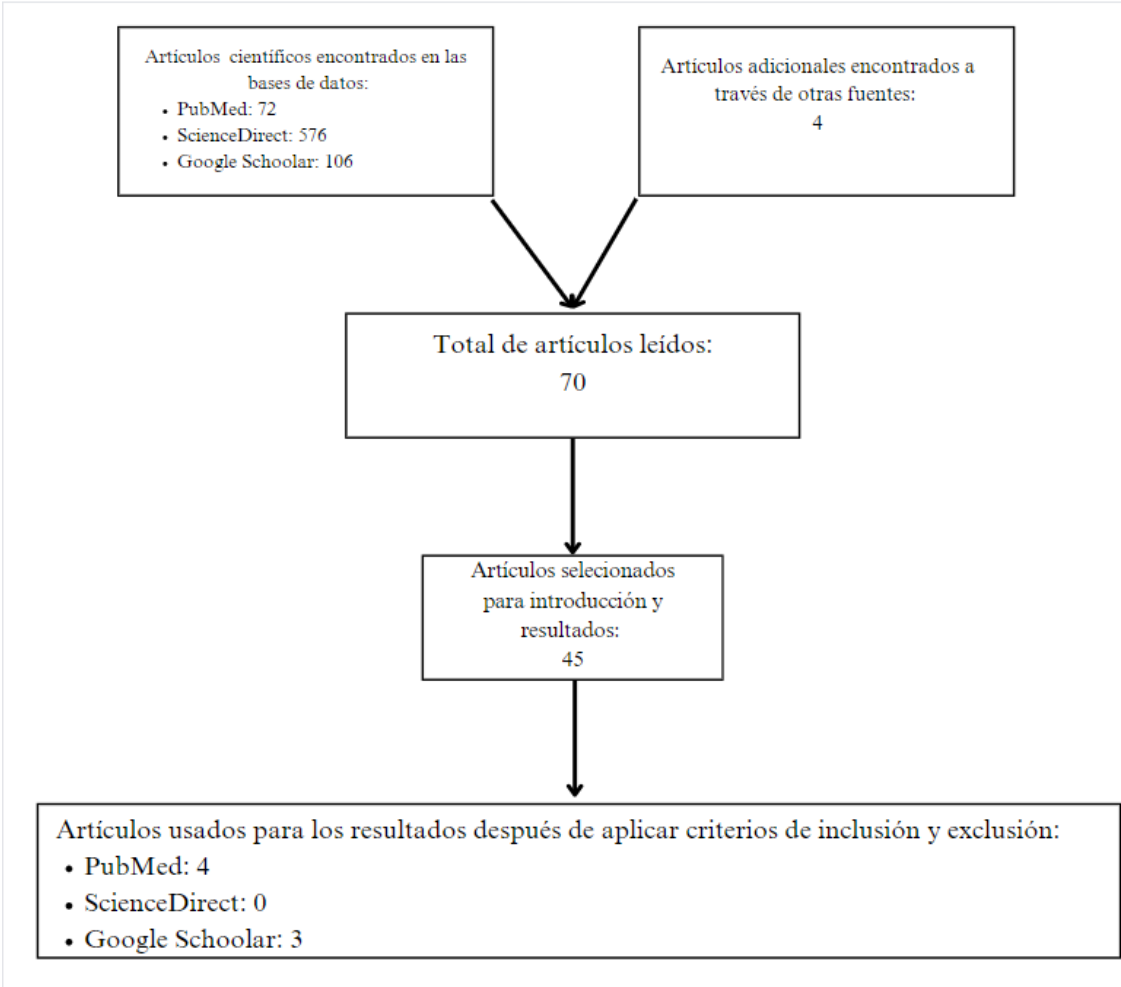 Artículos científicos encontrados en las
bases de datos:
• PubMed: 72
• ScienceDirect: 576
• Google Schoolar: 106
Artículos adicionales encontrados a
través de otras fuentes:
4
Total de artículos leídos:
70
Artículos selecionados
para introducción y
resultados:
45
Artículos usados para los resultados después de aplicar criterios de inclusión y exclusión:
• PubMed: 4
• ScienceDirect: 0
• Google Schoolar: 3